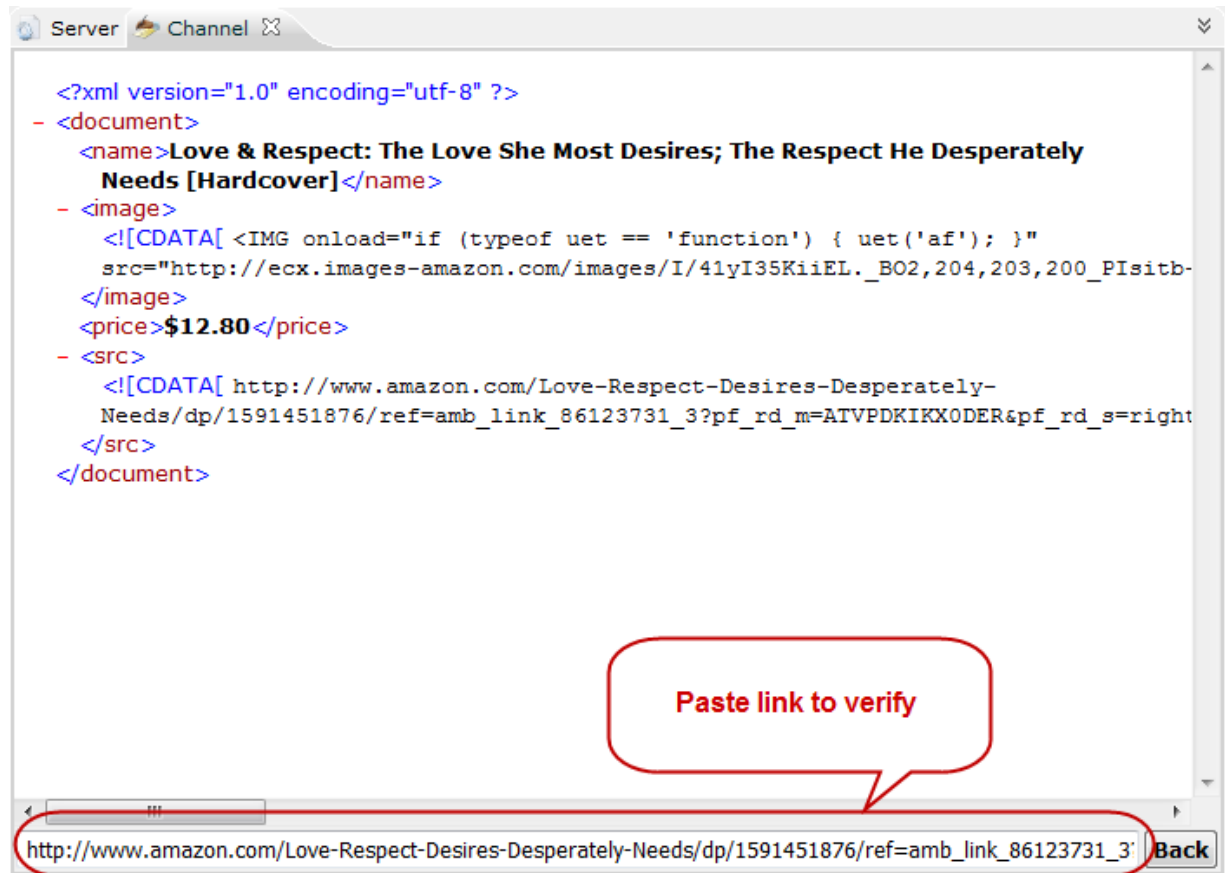 Server Channel
<?xml version="1.0" encoding="utf-8" ?>
– <document>
<name>Love & Respect: The Love She Most Desires; The Respect He Desperately
Needs [Hardcover]</name>
– <image>
<![CDATA[ <IMG onload="if (typeof uet == 'function') { uet('af'); }"
src="http://ecx.images-amazon.com/images/I/41yI35KiiEL._BO2,204,203,200_PIsitb-
</image>
<price>$12.80</price>
– <src>
<![CDATA[ http://www.amazon.com/Love-Respect-Desires-Desperately-
Needs/dp/1591451876/ref=amb_link_86123731_3?pf_rd_m=ATVPDKIKX0DER&pf_rd_s=right
</src>
</document>
Paste link to verify
http://www.amazon.com/Love-Respect-Desires-Desperately-Needs/dp/1591451876/ref=amb_link_86123731_3 Back